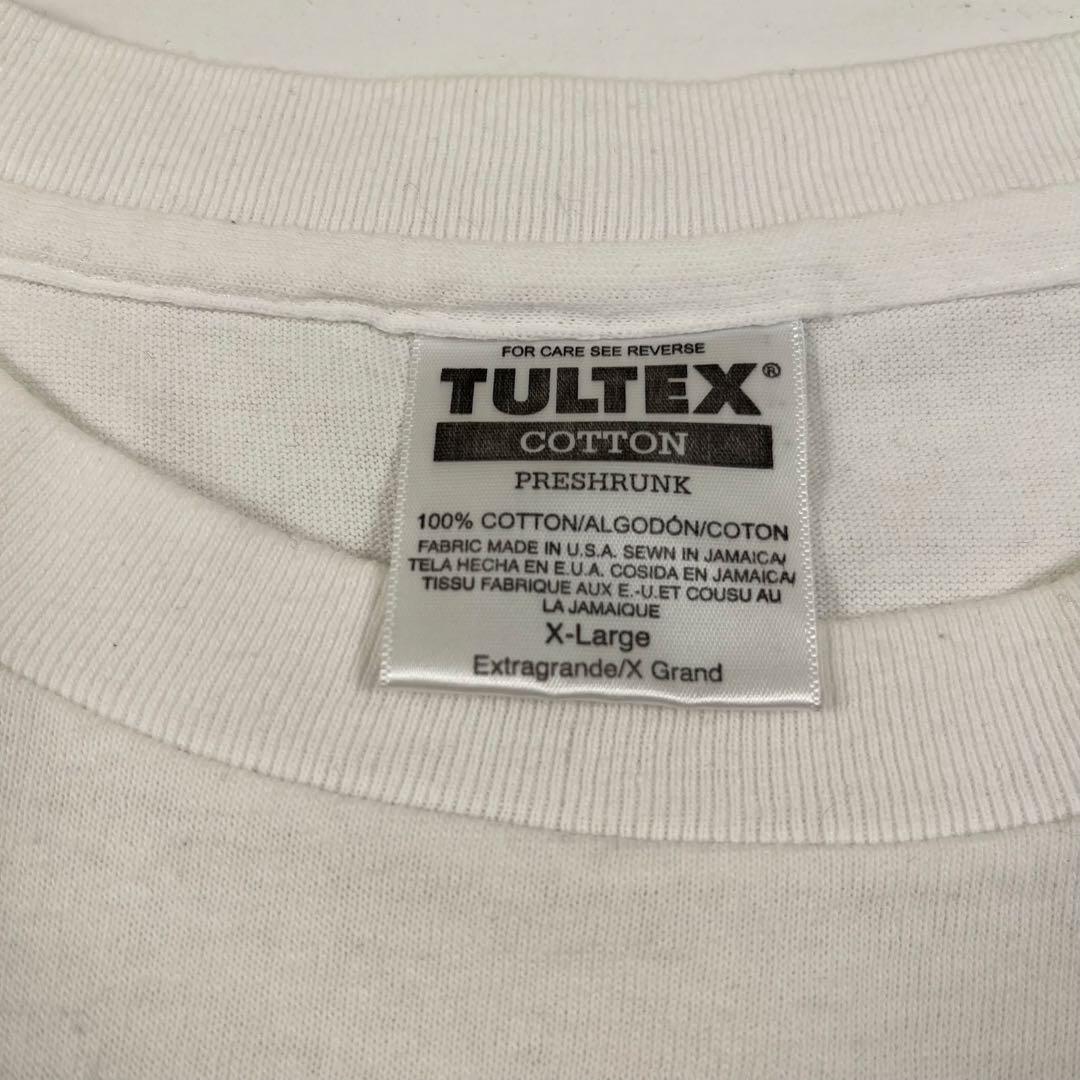 FOR CARE SEE REVERSE
TULTEX®
COTTON
PRESHRUNK
100% COTTON/ALGODÓN/COTON
FABRIC MADE IN U.S.A. SEWN IN JAMAICA/
TELA HECHA EN E.U.A. COSIDA EN JAMAICA/
TISSU FABRIQUE AUX E.-U.ET COUSU AU
LA JAMAIQUE
X-Large
Extragrande/X Grand